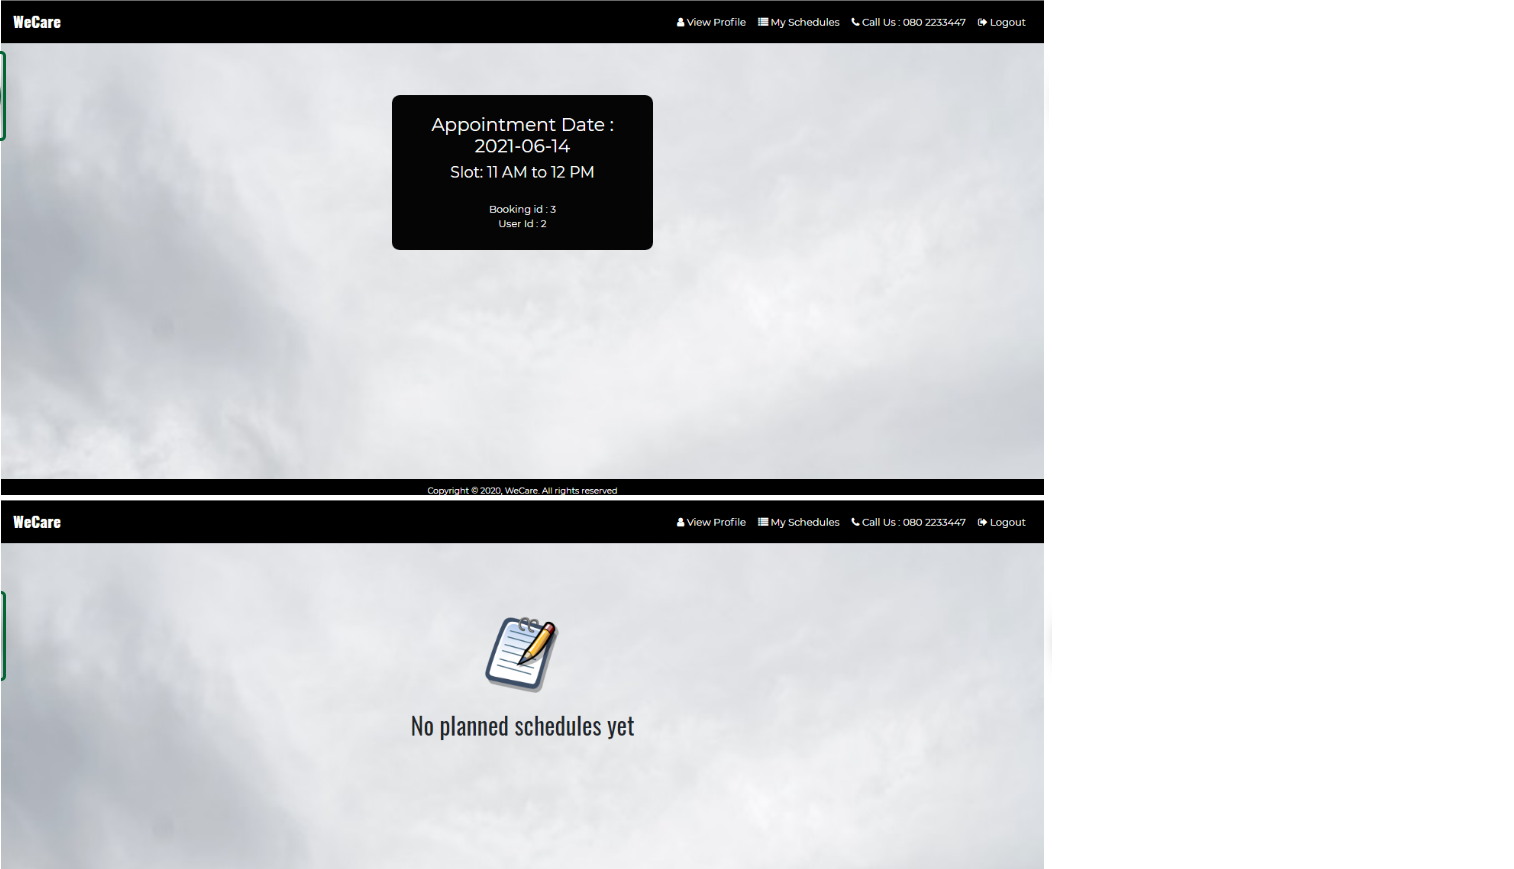 WeCare
View Profile My Schedules Call Us : 080 2233447 Logout
Appointment Date :
2021-06-14
Slot: 11 AM to 12 PM
Booking id : 3
User Id : 2
Copyright © 2020, WeCare. All rights reserved
WeCare
View Profile My Schedules Call Us : 080 2233447 Logout
No planned schedules yet